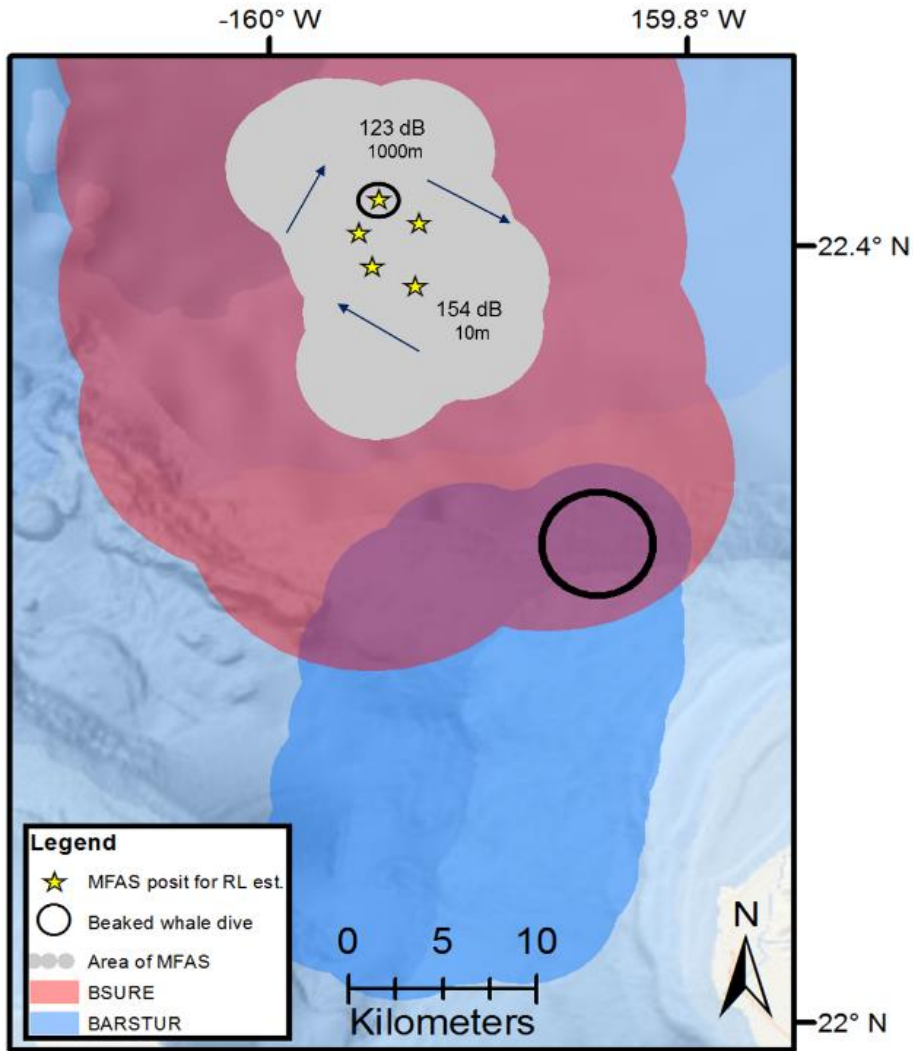 -160° W
159.8° W
123 dB
1000m
22.4° N
154 dB
10m
Legend
MFAS posit for RL est.
Beaked whale dive
Area of MFAS
BSURE
BARSTUR
0 5 10
Kilometers
N
22° N